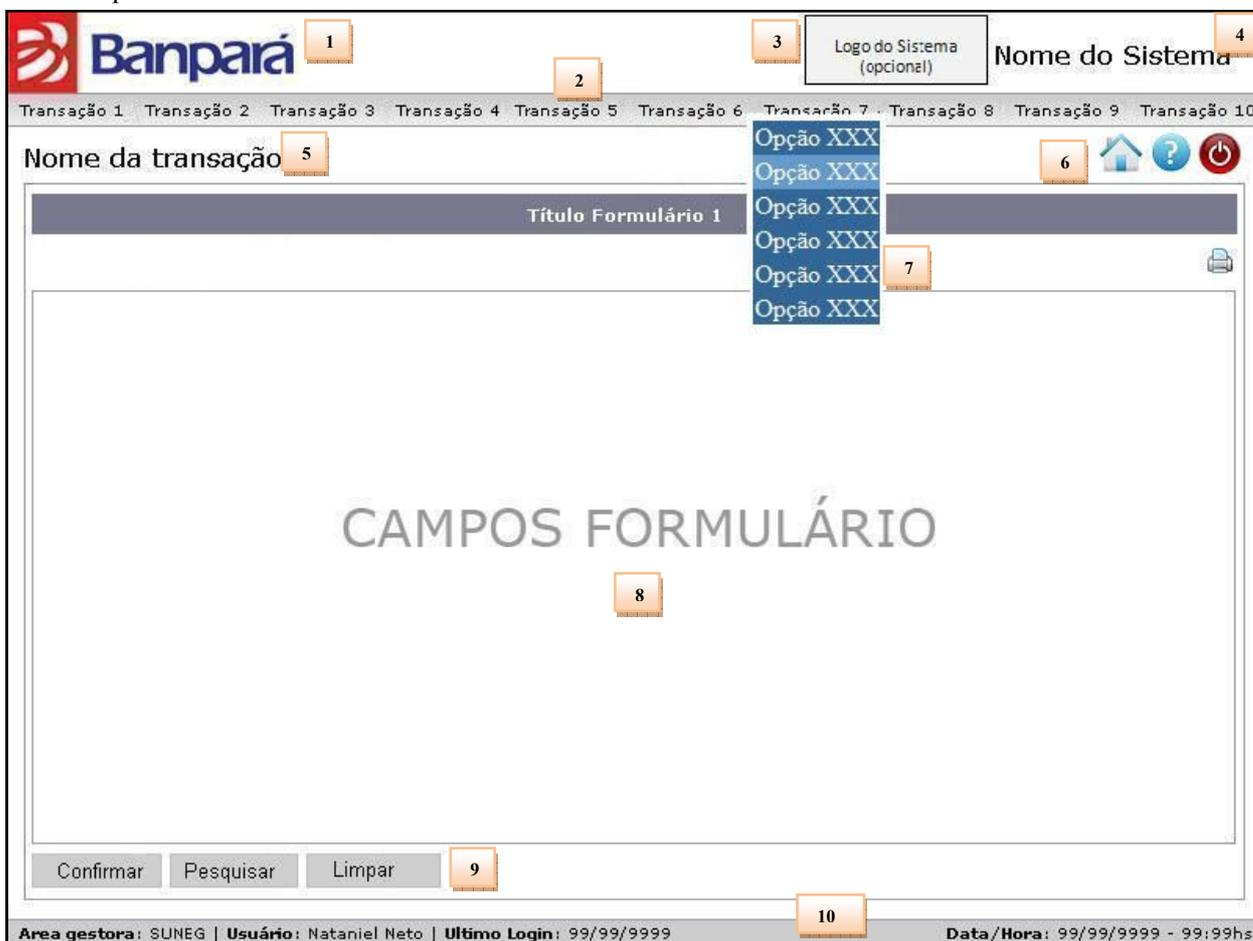 Banpará 1
3 Logo do Sistema
(opcional)
Nome do Sistema 4
2
Transação 1 Transação 2 Transação 3 Transação 4 Transação 5 Transação 6 Transação 7 Transação 8 Transação 9 Transação 10
Nome da transação 5
6
Opção XXX
Opção XXX
Opção XXX
Opção XXX
Opção XXX
Opção XXX
7
Título Formulário 1
CAMPOS FORMULÁRIO
8
Confirmar Pesquisar Limpar 9
10
Area gestora: SUNEG | Usuário: Nataniel Neto | Ultimo Login: 99/99/9999 Data/Hora: 99/99/9999 - 99:99hs